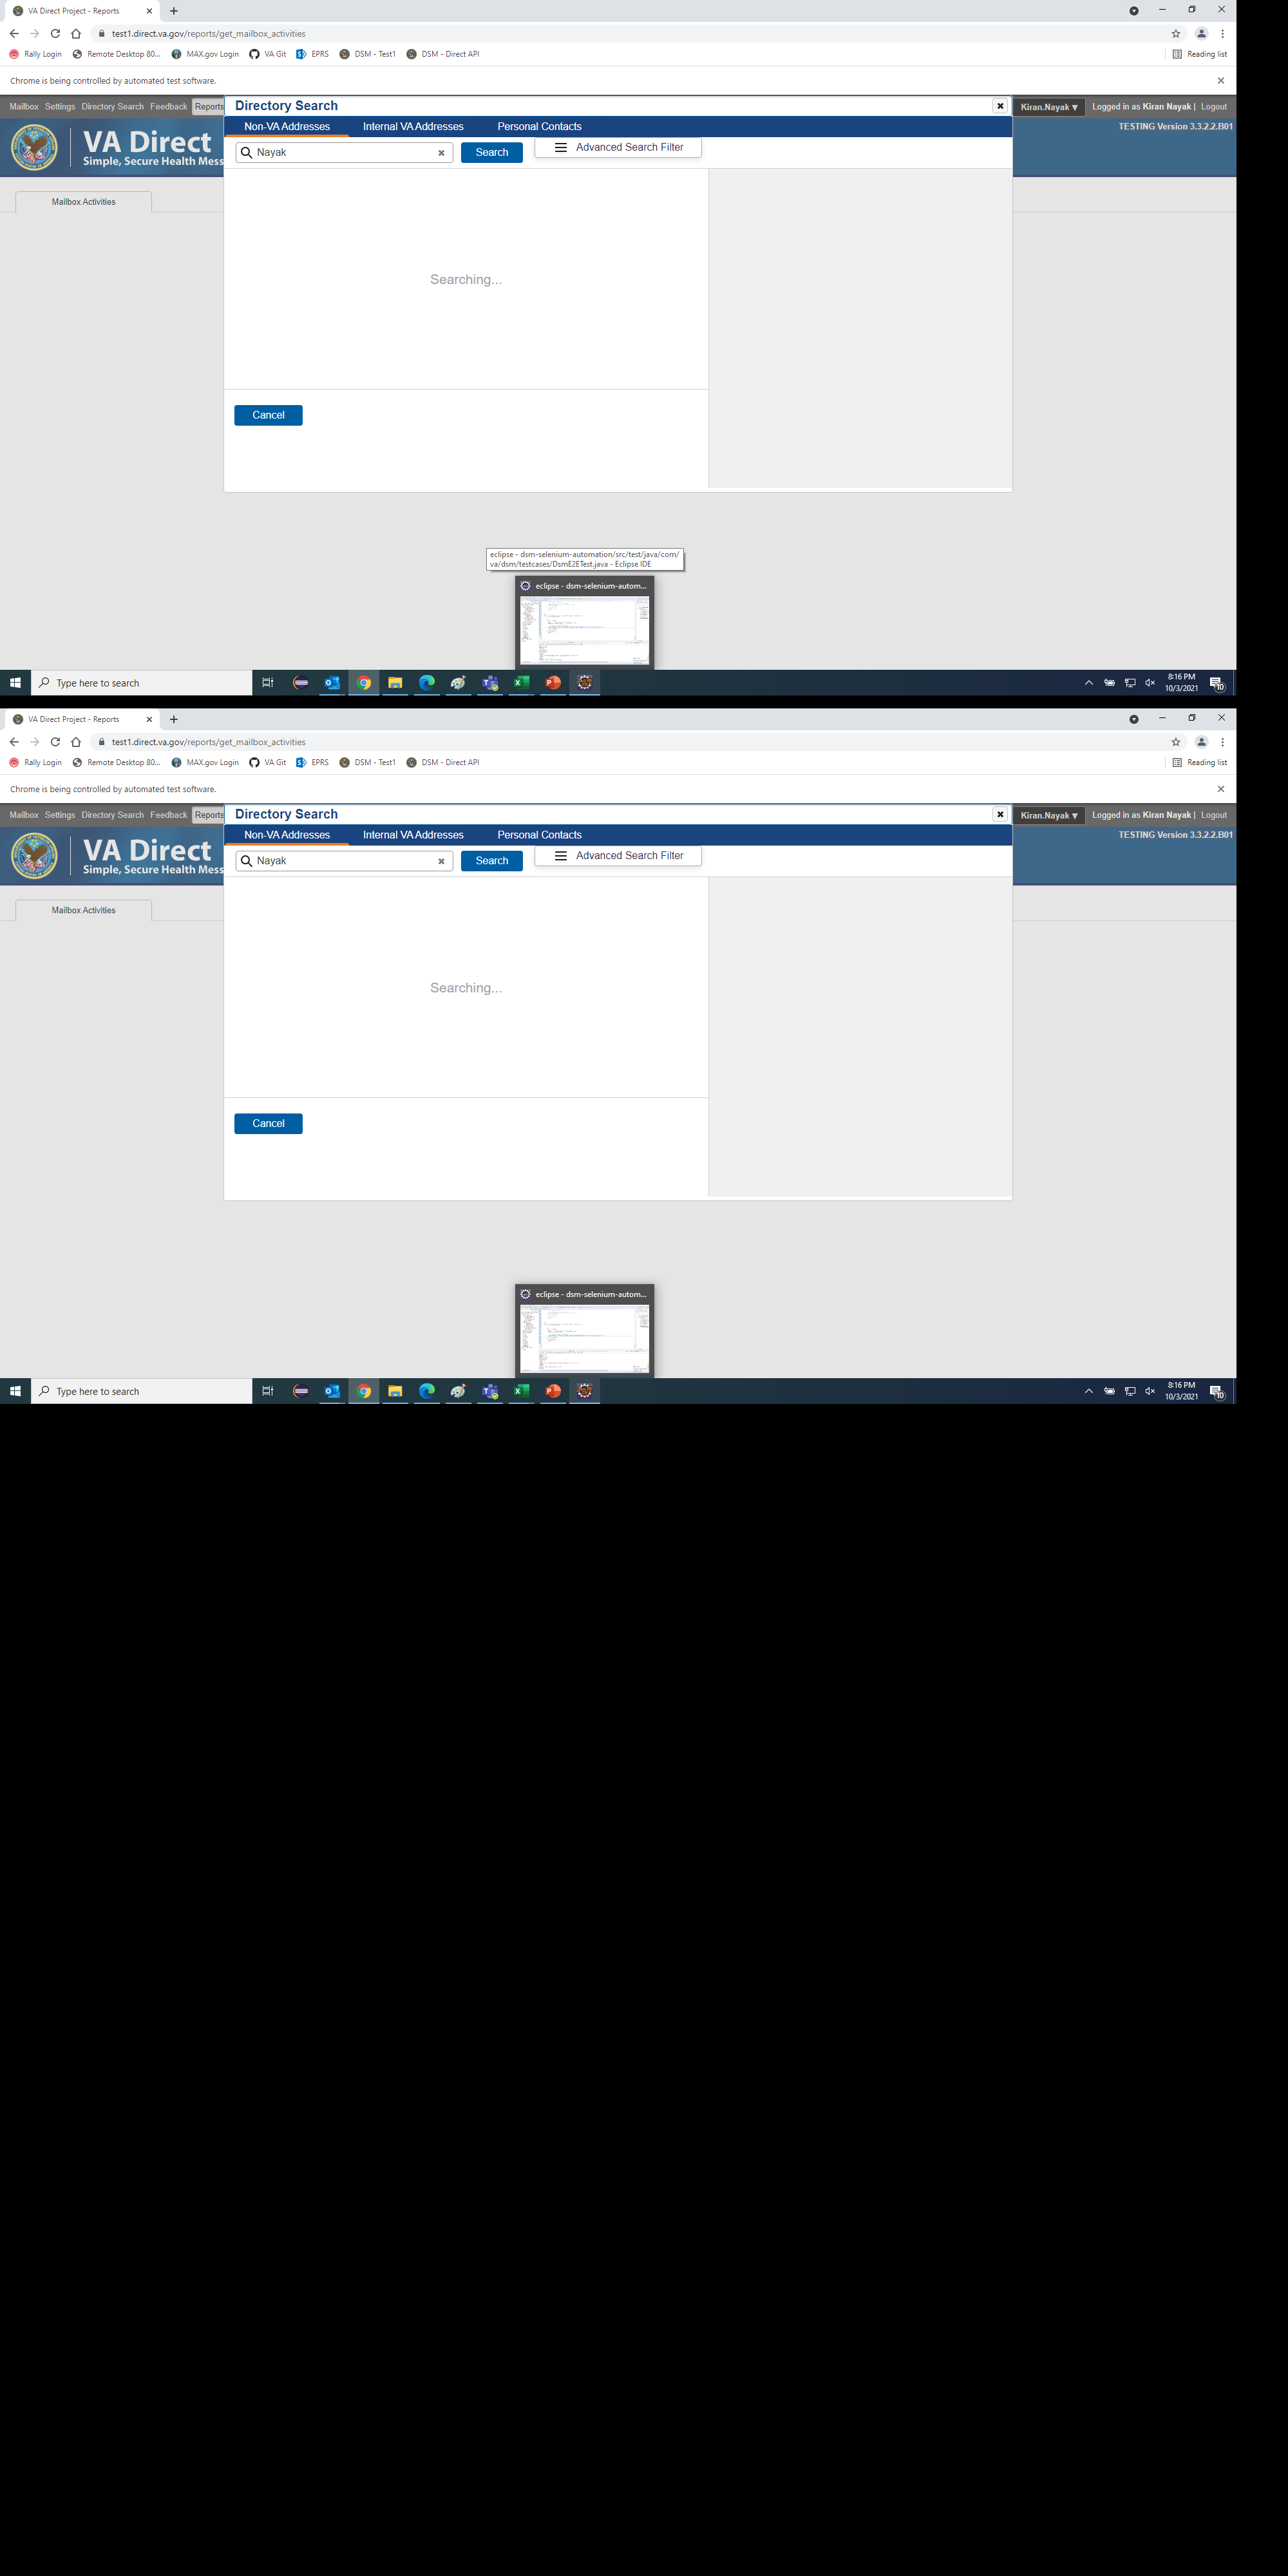 VA Direct Project - Reports
test1.direct.va.gov/reports/get_mailbox_activities
Rally Login Remote Desktop 80... MAX.gov Login VA Git EPRS DSM - Test1 DSM - Direct API Reading list
Chrome is being controlled by automated test software.
Mailbox Settings Directory Search Feedback Reports Directory Search Kiran.Nayak ▼ Logged in as Kiran Nayak | Logout
Non-VA Addresses Internal VA Addresses Personal Contacts TESTING Version 3.3.2.2.B01
VA Direct
Simple, Secure Health Mess
Nayak Search Advanced Search Filter
Mailbox Activities
Searching...
Cancel
eclipse - dsm-selenium-automation/src/test/java/com/
va/dsm/testcases/DsmE2ETest.java - Eclipse IDE
eclipse - dsm-selenium-autom...
Type here to search
8:16 PM
10/3/2021
10
VA Direct Project - Reports
test1.direct.va.gov/reports/get_mailbox_activities
Rally Login Remote Desktop 80... MAX.gov Login VA Git EPRS DSM - Test1 DSM - Direct API Reading list
Chrome is being controlled by automated test software.
Mailbox Settings Directory Search Feedback Reports Directory Search Kiran.Nayak ▼ Logged in as Kiran Nayak | Logout
Non-VA Addresses Internal VA Addresses Personal Contacts TESTING Version 3.3.2.2.B01
VA Direct
Simple, Secure Health Mess
Nayak Search Advanced Search Filter
Mailbox Activities
Searching...
Cancel
eclipse - dsm-selenium-autom...
Type here to search
8:16 PM
10/3/2021
10